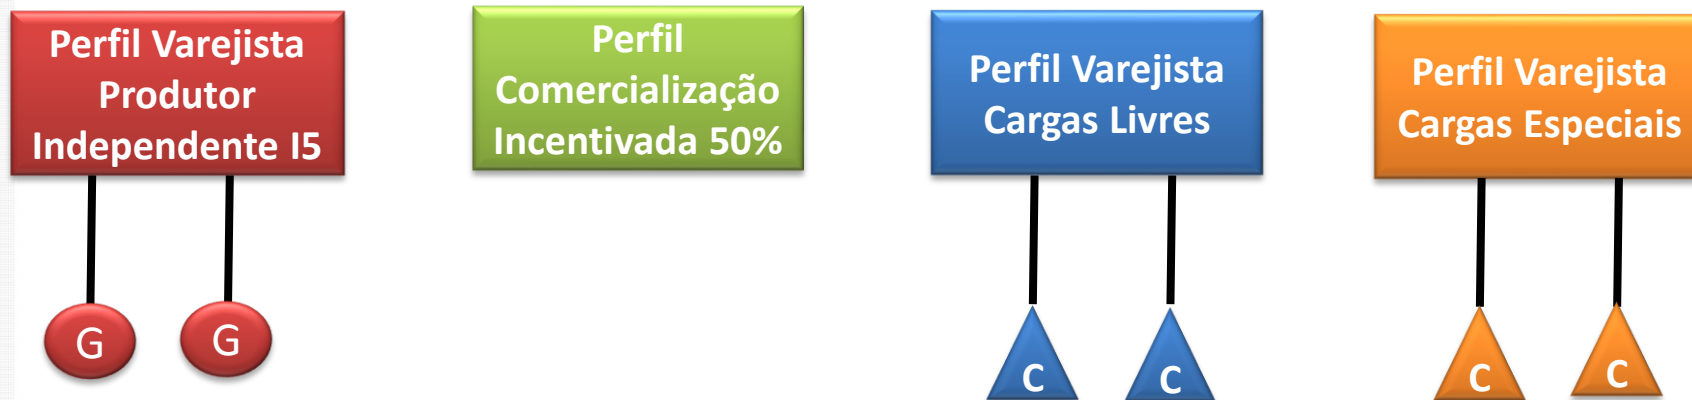 Perfil Varejista
Produtor
Independente I5
Perfil
Comercialização
Incentivada 50%
Perfil Varejista
Cargas Livres
Perfil Varejista
Cargas Especiais
G
G
C
C
C
C